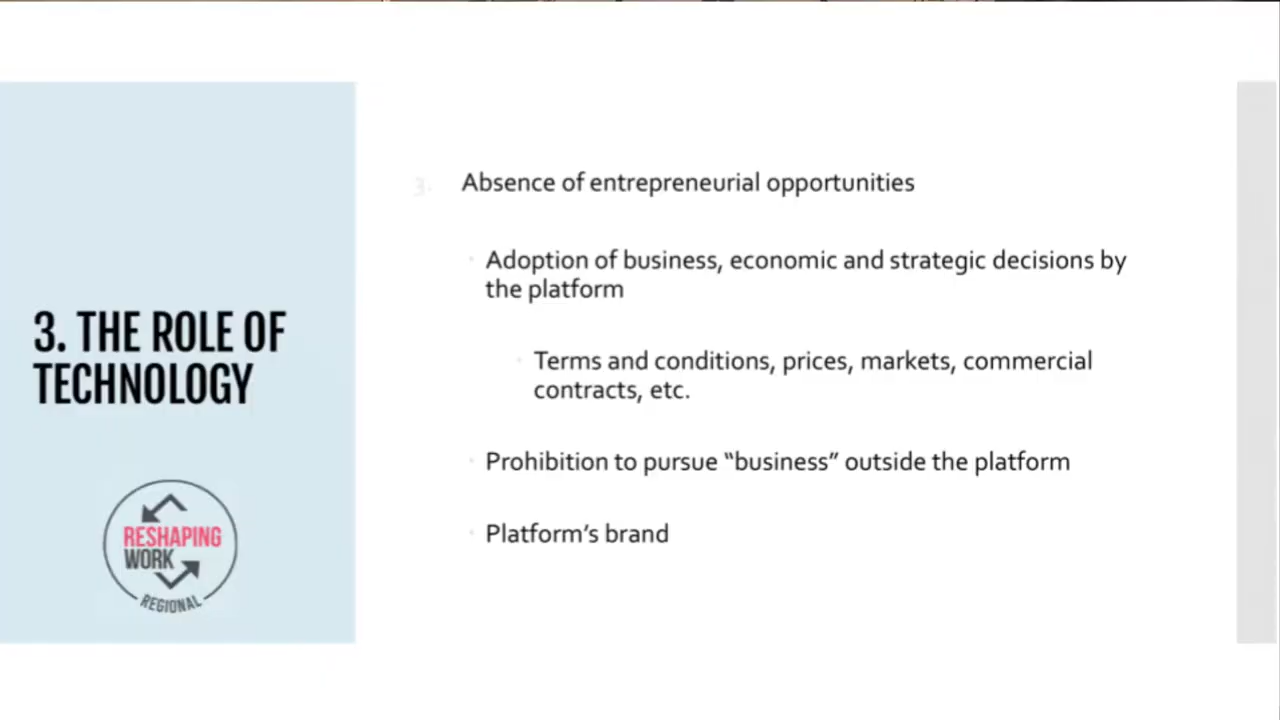 3. THE ROLE OF
TECHNOLOGY
RESHAPING
WORK
REGIONAL
3. Absence of entrepreneurial opportunities
Adoption of business, economic and strategic decisions by
the platform
Terms and conditions, prices, markets, commercial
contracts, etc.
Prohibition to pursue “business” outside the platform
Platform’s brand